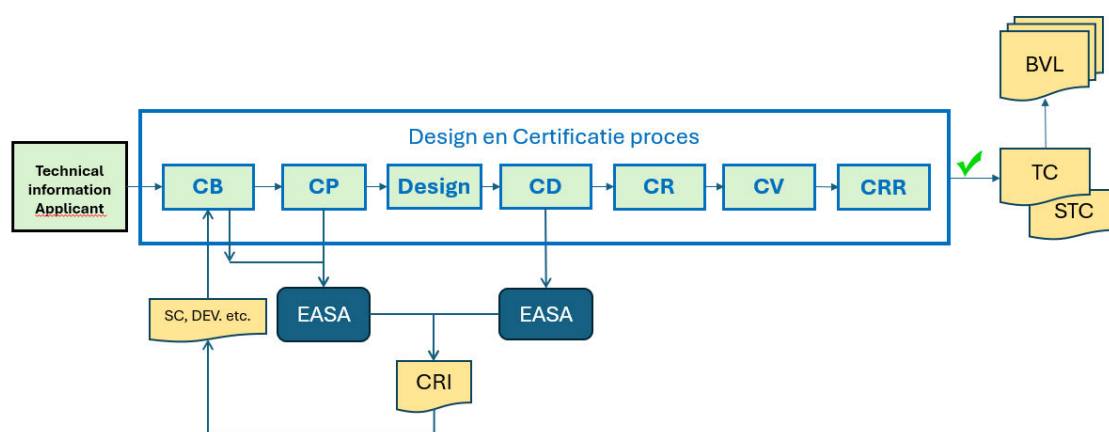 BVL
Design en Certificatie proces
Technical
information
Applicant
CB
CP
Design
CD
CR
CV
CRR
TC
STC
SC, DEV. etc.
EASA
EASA
CRI